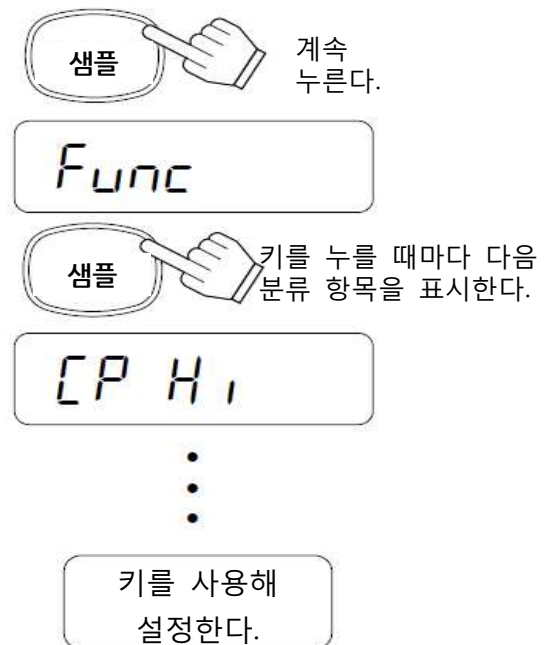 샘플
계속
누른다.
Func
샘플
키를 누를 때마다 다음
분류 항목을 표시한다.
CP Hi
키를 사용해
설정한다.